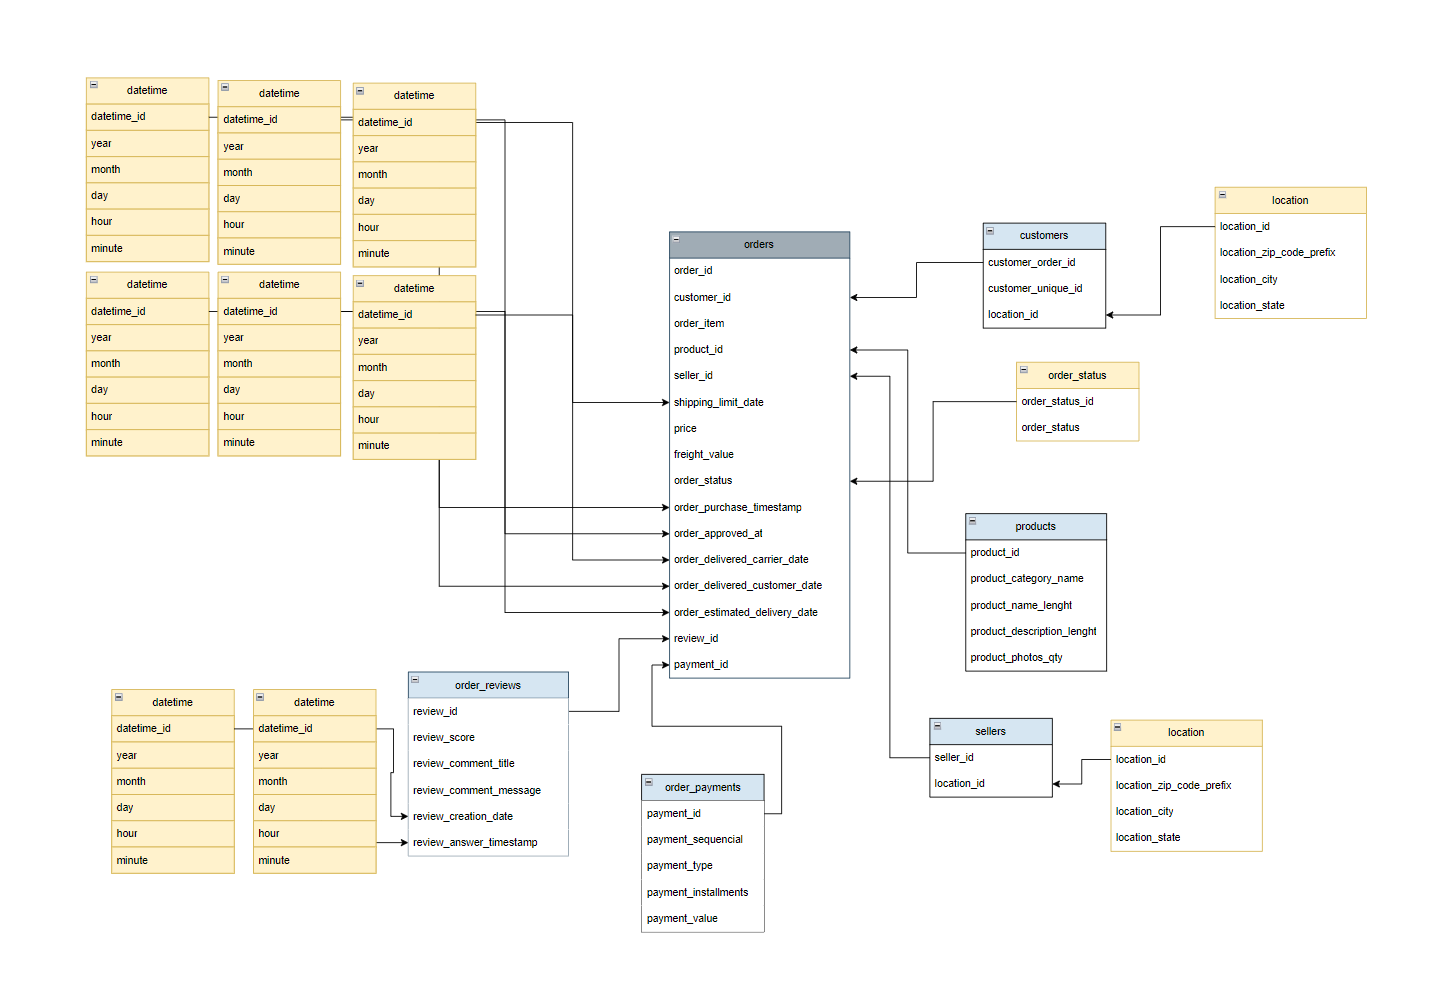 datetime
datetime_id
year
month
day
hour
minute
datetime
datetime_id
year
month
day
hour
minute
datetime
datetime_id
year
month
day
hour
minute
datetime
datetime_id
year
month
day
hour
minute
datetime
datetime_id
year
month
day
hour
minute
datetime
datetime_id
year
month
day
hour
minute
orders
order_id
customer_id
order_item
product_id
seller_id
shipping_limit_date
price
freight_value
order_status
order_purchase_timestamp
order_approved_at
order_delivered_carrier_date
order_delivered_customer_date
order_estimated_delivery_date
review_id
payment_id
customers
customer_order_id
customer_unique_id
location_id
location
location_id
location_zip_code_prefix
location_city
location_state
order_status
order_status_id
order_status
products
product_id
product_category_name
product_name_lenght
product_description_lenght
product_photos_qty
datetime
datetime_id
year
month
day
hour
minute
datetime
datetime_id
year
month
day
hour
minute
order_reviews
review_id
review_score
review_comment_title
review_comment_message
review_creation_date
review_answer_timestamp
order_payments
payment_id
payment_sequencial
payment_type
payment_installments
payment_value
sellers
seller_id
location_id
location
location_id
location_zip_code_prefix
location_city
location_state